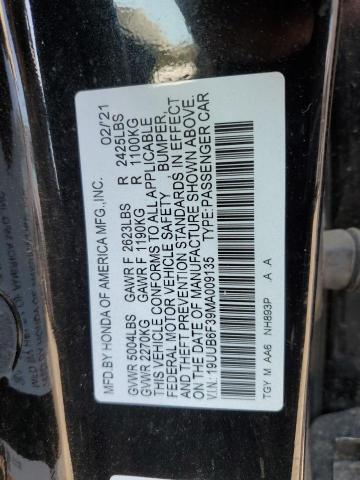 MFD.BY HONDA OF AMERICA MFG.,INC. 02/'21
GVWR 5004LBS GAWR F 2623LBS R 2425LBS
GVWR 2270KG GAWR F 1190KG R 1100KG
THIS VEHICLE CONFORMS TO ALL APPLICABLE
FEDERAL MOTOR VEHICLE SAFETY BUMPER,
AND THEFT PREVENTION STANDARDS IN EFFECT
ON THE DATE OF MANUFACTURE SHOWN ABOVE.
V.I.N.:19UUB6F39MA009135 TYPE:PASSENGER CAR
TGY M AA6 NH893P A A